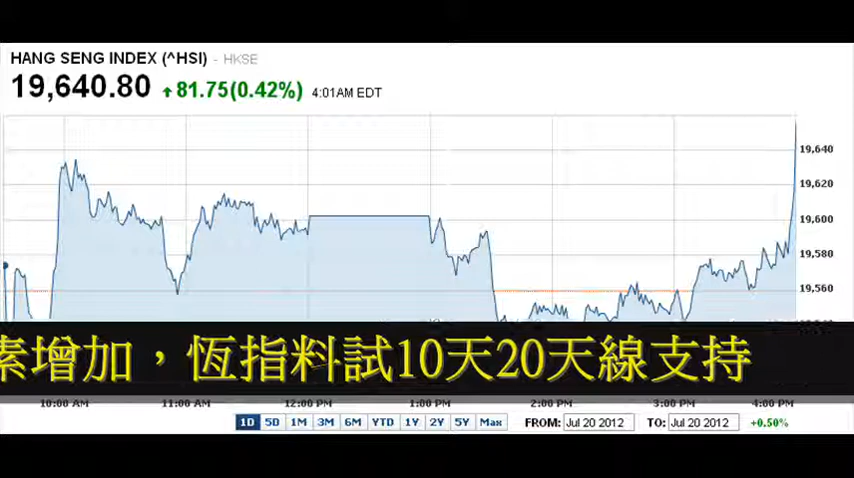 HANG SENG INDEX (^HSI) - HKSE
19,640.80 81.75(0.42%) 4:01AM EDT
19,640
19,620
19,600
19,580
19,560
素增加，恆指料試10天20天線支持
10:00 AM 11:00 AM 12:00 PM 1:00 PM 2:00 PM 3:00 PM 4:00 PM
1D 5D 1M 3M 6M YTD 1Y 2Y 5Y Max FROM: Jul 20 2012 TO: Jul 20 2012 +0.50%